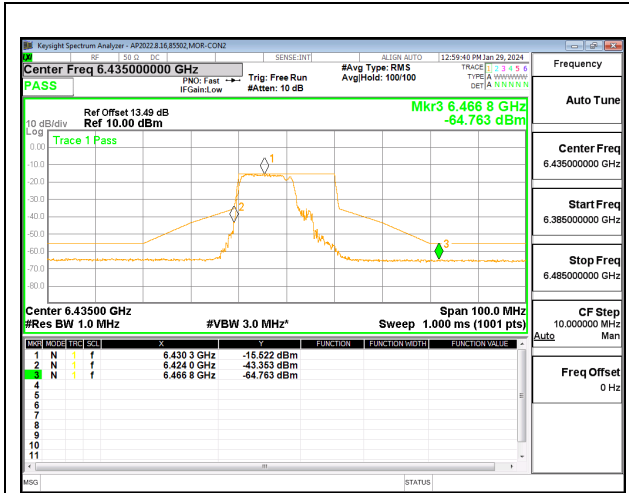 Keysight Spectrum Analyzer - AP2022.8.16,85502,MOR-CON2
RF 50 Ω DC SENSE:INT ALIGN AUTO 12:59:40 PM Jan 29, 2024
Center Freq 6.435000000 GHz
PASS
PNO: Fast
IFGain:Low
Trig: Free Run
#Atten: 10 dB
#Avg Type: RMS
Avg|Hold: 100/100
TRACE 1 2 3 4 5 6
TYPE A WWWWW
DET A N N N N N
Frequency
Auto Tune
Center Freq
6.435000000 GHz
Start Freq
6.385000000 GHz
Stop Freq
6.485000000 GHz
CF Step
10.000000 MHz
Auto Man
Freq Offset
0 Hz
Ref Offset 13.49 dB
10 dB/div Ref 10.00 dBm
Mkr3 6.466 8 GHz
-64.763 dBm
Log
Trace 1 Pass
0.00
-10.0
-20.0
-30.0
-40.0
-50.0
-60.0
-70.0
-80.0
1
2
3
Center 6.43500 GHz Span 100.0 MHz
#Res BW 1.0 MHz #VBW 3.0 MHz* Sweep 1.000 ms (1001 pts)
MKR MODE TRC SCL X Y FUNCTION FUNCTION WIDTH FUNCTION VALUE
1 N 1 f 6.430 3 GHz -15.522 dBm
2 N 1 f 6.424 0 GHz -43.353 dBm
3 N 1 f 6.466 8 GHz -64.763 dBm
4
5
6
7
8
9
10
11
MSG STATUS